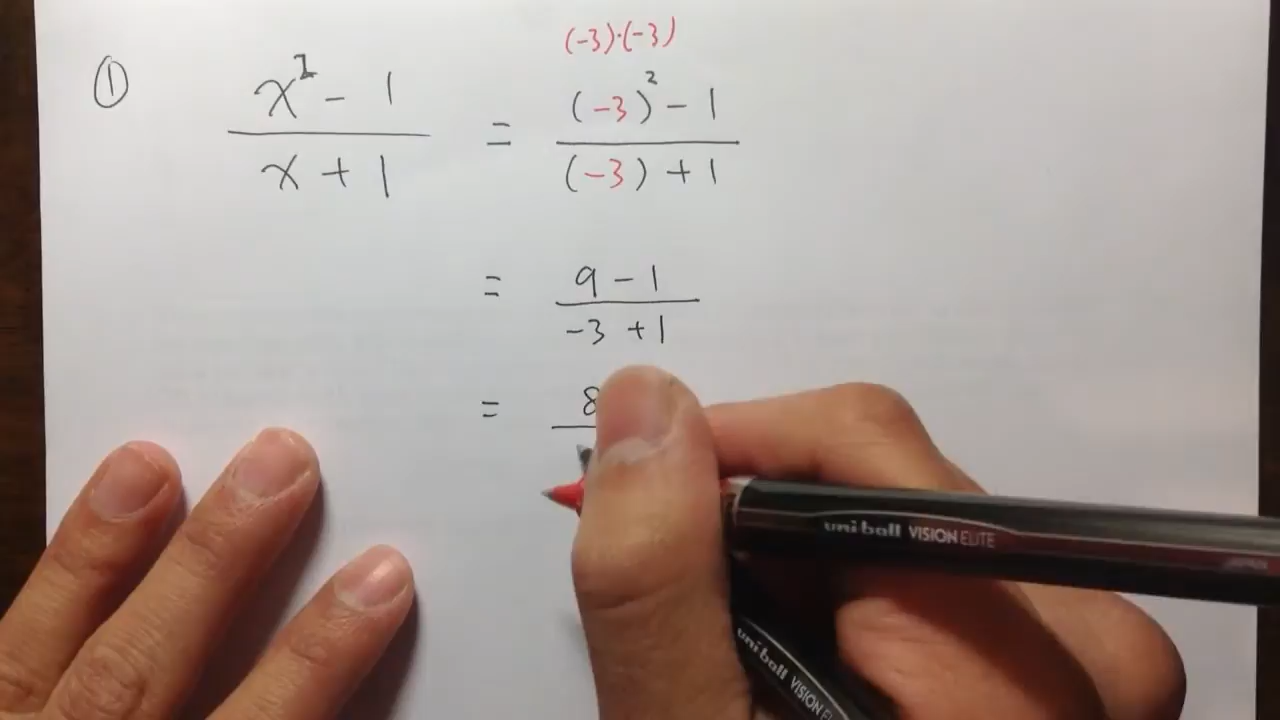 (-3)·(-3)
① x² - 1 = (-3)² - 1
x + 1 (-3) + 1
= 9 - 1
-3 + 1
= 8
uni-ball VISION ELITE
uni-ball VISION